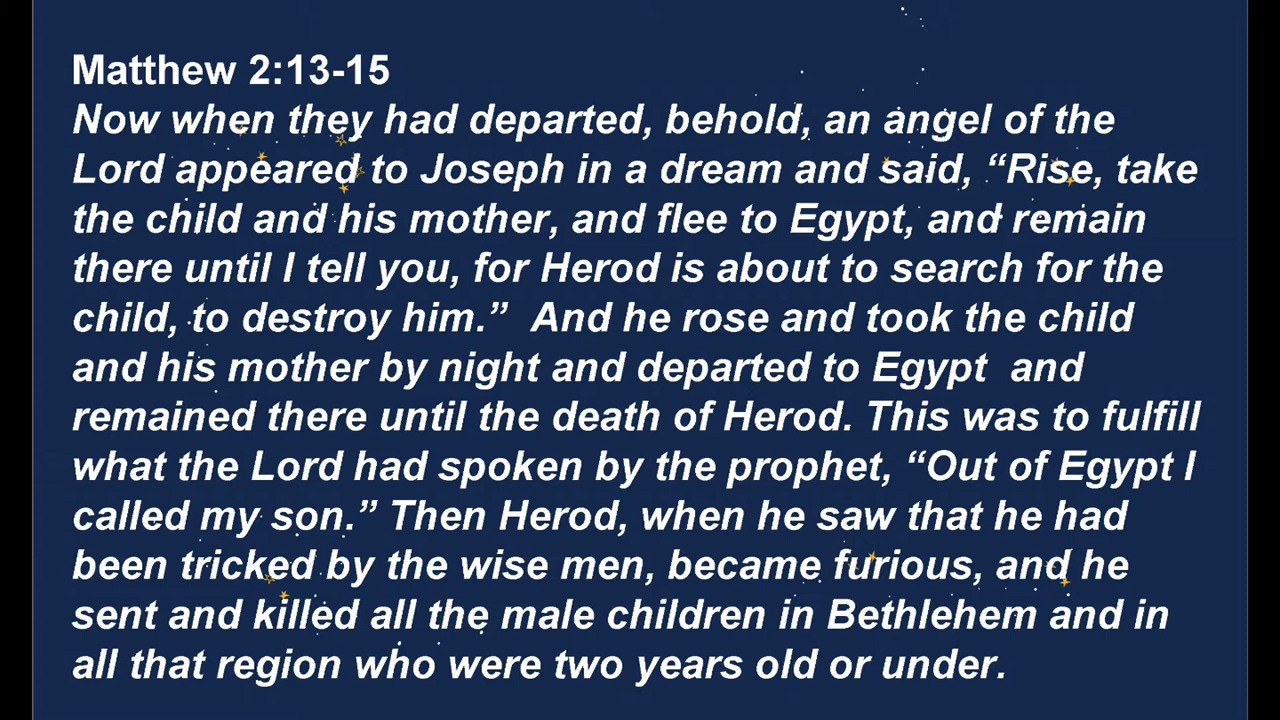 Matthew 2:13-15
Now when they had departed, behold, an angel of the
Lord appeared to Joseph in a dream and said, “Rise, take
the child and his mother, and flee to Egypt, and remain
there until I tell you, for Herod is about to search for the
child, to destroy him.”  And he rose and took the child
and his mother by night and departed to Egypt  and
remained there until the death of Herod. This was to fulfill
what the Lord had spoken by the prophet, “Out of Egypt I
called my son.” Then Herod, when he saw that he had
been tricked by the wise men, became furious, and he
sent and killed all the male children in Bethlehem and in
all that region who were two years old or under.